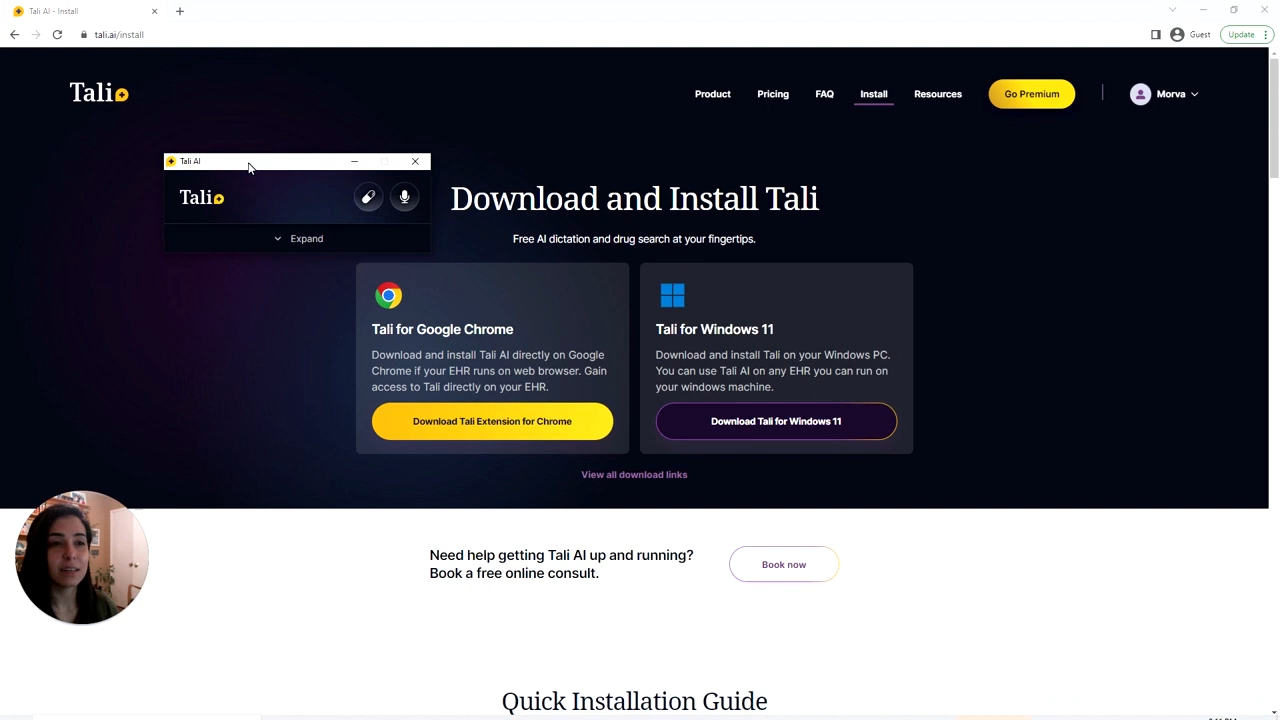 Tali AI - Install
tali.ai/install
Guest
Update
Tali
Product
Pricing
FAQ
Install
Resources
Go Premium
Morva
Tali AI
Tali
Expand
Download and Install Tali
Free AI dictation and drug search at your fingertips.
Tali for Google Chrome
Download and install Tali AI directly on Google
Chrome if your EHR runs on web browser. Gain
access to Tali directly on your EHR.
Download Tali Extension for Chrome
Tali for Windows 11
Download and install Tali on your Windows PC.
You can use Tali AI on any EHR you can run on
your windows machine.
Download Tali for Windows 11
View all download links
Need help getting Tali AI up and running?
Book a free online consult.
Book now
Quick Installation Guide